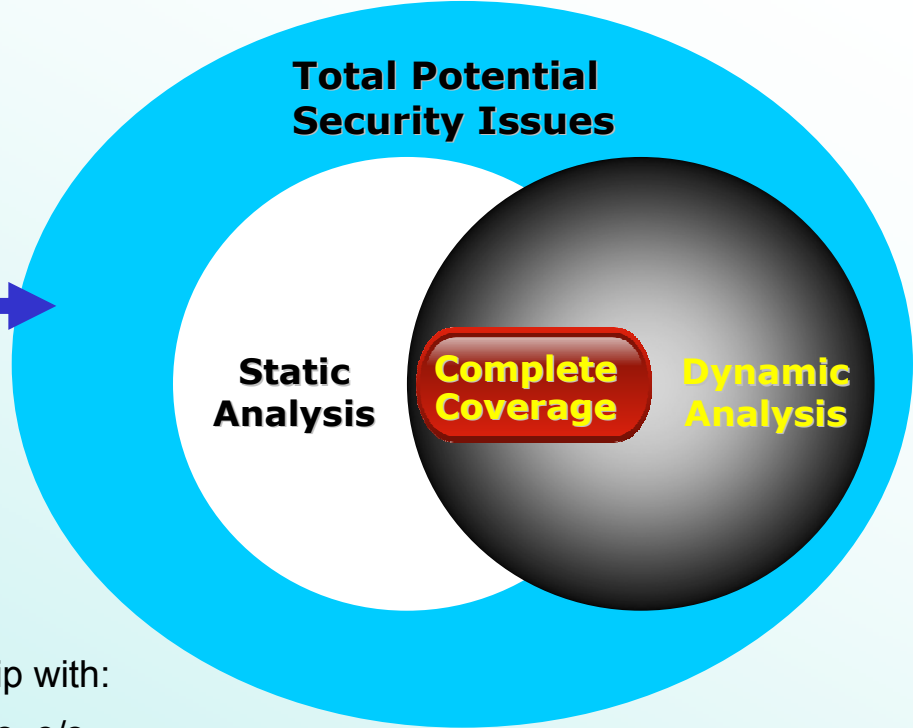 Total Potential
Security Issues
Static
Analysis
Complete
Coverage
Dynamic
Analysis
with: